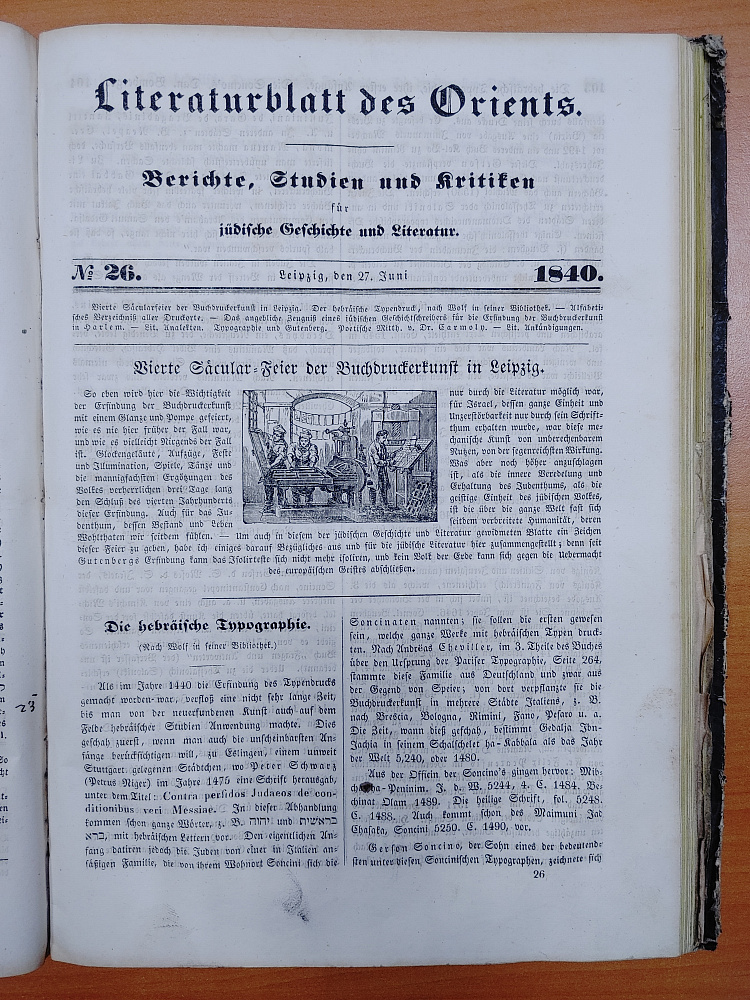 Literaturblatt des Orients.
Berichte, Studien und Kritiken
für
jüdische Geschichte und Literatur.
№ 26. Leipzig, den 27. Juni 1840.
Vierte Säcularfeier der Buchdruckerkunst in Leipzig. Der hebräische Typendruck, nach Wolf in seiner Bibliothek. — Alfabeti-
sches Verzeichniß aller Druckorte. — Das angebliche Zeugniß eines jüdischen Geschichtschreibers für die Erfindung der Buchdruckerkunst
in Harlem. — Lit. Analekten. Typographie und Gutenberg. Poetische Mitth. v. Dr. Carmoly. — Lit. Ankündigungen.
Vierte Säcular-Feier der Buchdruckerkunst in Leipzig.
So eben wird hier die Wichtigkeit
der Erfindung der Buchdruckerkunst
mit einem Glanze und Pompe gefeiert,
wie es nie hier früher der Fall war,
und wie es vielleicht Nirgends der Fall
ist. Glockengeläute, Aufzüge, Feste
und Illumination, Spiele, Tänze und
die mannigfachsten Ergötzungen des
Volkes verherrlichen drei Tage lang
den Schluß des vierten Jahrhunderts
dieser Erfindung. Auch für das Ju-
denthum, dessen Bestand und Leben
nur durch die Literatur möglich war,
für Israel, dessen ganze Einheit und
Unzerstörbarkeit nur durch sein Schrift-
thum erhalten wurde, war diese me-
chanische Kunst von unberechenbarem
Nutzen, von der segenreichsten Wirkung.
Was aber noch höher anzuschlagen
ist, als die innere Veredelung und
Erhaltung des Judenthums, als die
geistige Einheit des jüdischen Volkes,
ist die über die ganze Welt fast sich
seitdem verbreitete Humanität, deren
Wohlthaten wir seitdem fühlen. — Um auch in diesem der jüdischen Geschichte und Literatur gewidmeten Blatte ein Zeichen
dieser Feier zu geben, habe ich einiges darauf Bezügliches aus und für die jüdische Literatur hier zusammengestellt; denn seit
Gutenbergs Erfindung kann das Isolirteste sich nicht mehr isoliren, und kein Volk der Erde kann sich gegen die Uebermacht
des europäischen Geistes abschließen.
Die hebräische Typographie.
(Nach Wolf in seiner Bibliothek.)
Als im Jahre 1440 die Erfindung des Typendrucks
gemacht worden war, verfloß eine nicht sehr lange Zeit,
bis man von der neuerfundenen Kunst auch auf dem
Felde hebräischer Studien Anwendung machte. Dies
geschah zuerst, wenn man auch die unscheinbarsten An-
fänge berücksichtigen will, zu Eslingen, einem unweit
Stuttgart gelegenen Städtchen, wo Peter Schwarz
(Petrus Niger) im Jahre 1475 eine Schrift herausgab,
unter dem Titel: Contra perfidos Judaeos de con-
ditionibus veri Messiae. In dieser Abhandlung
kommen schon ganze Wörter, z. B. יהוה und בראשית
ברא, mit hebräischen Lettern vor. Den eigentlichen An-
fang datiren jedoch die Juden von einer in Italien an-
säßigen Familie, die von ihrem Wohnort Soncini sich die
Soncinaten nannten; sie sollen die ersten gewesen
sein, welche ganze Werke mit hebräischen Typen druck-
ten. Nach Andreas Cheviller, im 3. Theile des Buches
über den Ursprung der Pariser Typographie, Seite 264,
stammte diese Familie aus Deutschland und zwar aus
der Gegend von Speier; von dort verpflanzte sie die
Buchdruckerkunst in mehrere Städte Italiens, z. B.
nach Brescia, Bologna, Rimini, Fano, Pesaro u. a.
Die Zeit, wann dieß geschah, bestimmt Gedalja Ibn-
Jachja in seinem Schalschelet ha-Kabbala als das Jahr
der Welt 5,240, oder 1480.
Aus der Officin der Soncino's gingen hervor: Mib-
Peninim. J. d. W. 5244, d. C. 1484. Be-
chinat Olam 1489. Die heilige Schrift, fol. 5248.
C. 1488. Auch kommt schon des Maimuni Jad
Chasaka, Soncini 5250. C. 1490, vor.
Gerson Soncino, der Sohn eines der bedeutend-
sten unter diesen Soncinischen Typographen, zeichnete sich
26
25